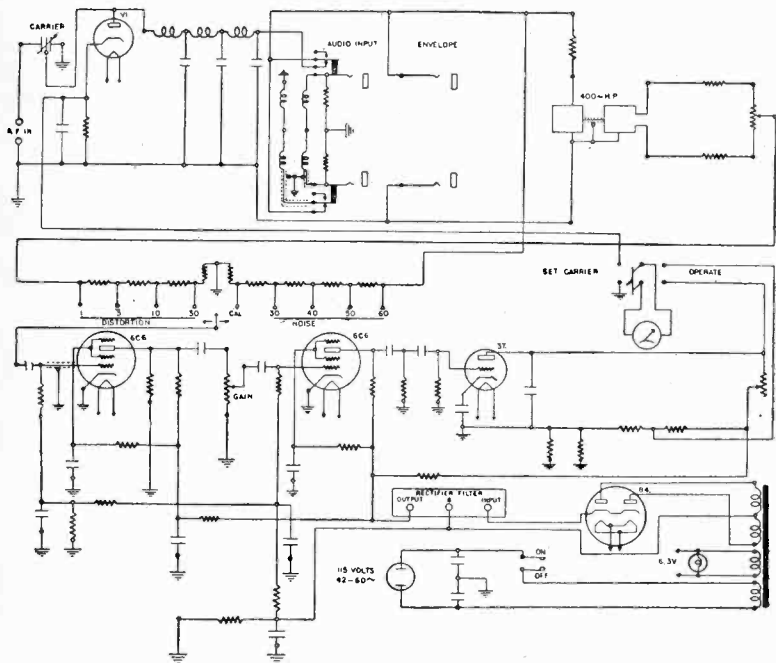 CARRIER
V1
R.F. IN
AUDIO INPUT
ENVELOPE
400~ H.P
SET CARRIER
OPERATE
1 3 10 30 CAL 30 40 50 60
DISTORTION
NOISE
6C6
GAIN
6C6
37
RECTIFIER FILTER
OUTPUT
B
INPUT
84
115 VOLTS
42-60~
ON
OFF
6.3V